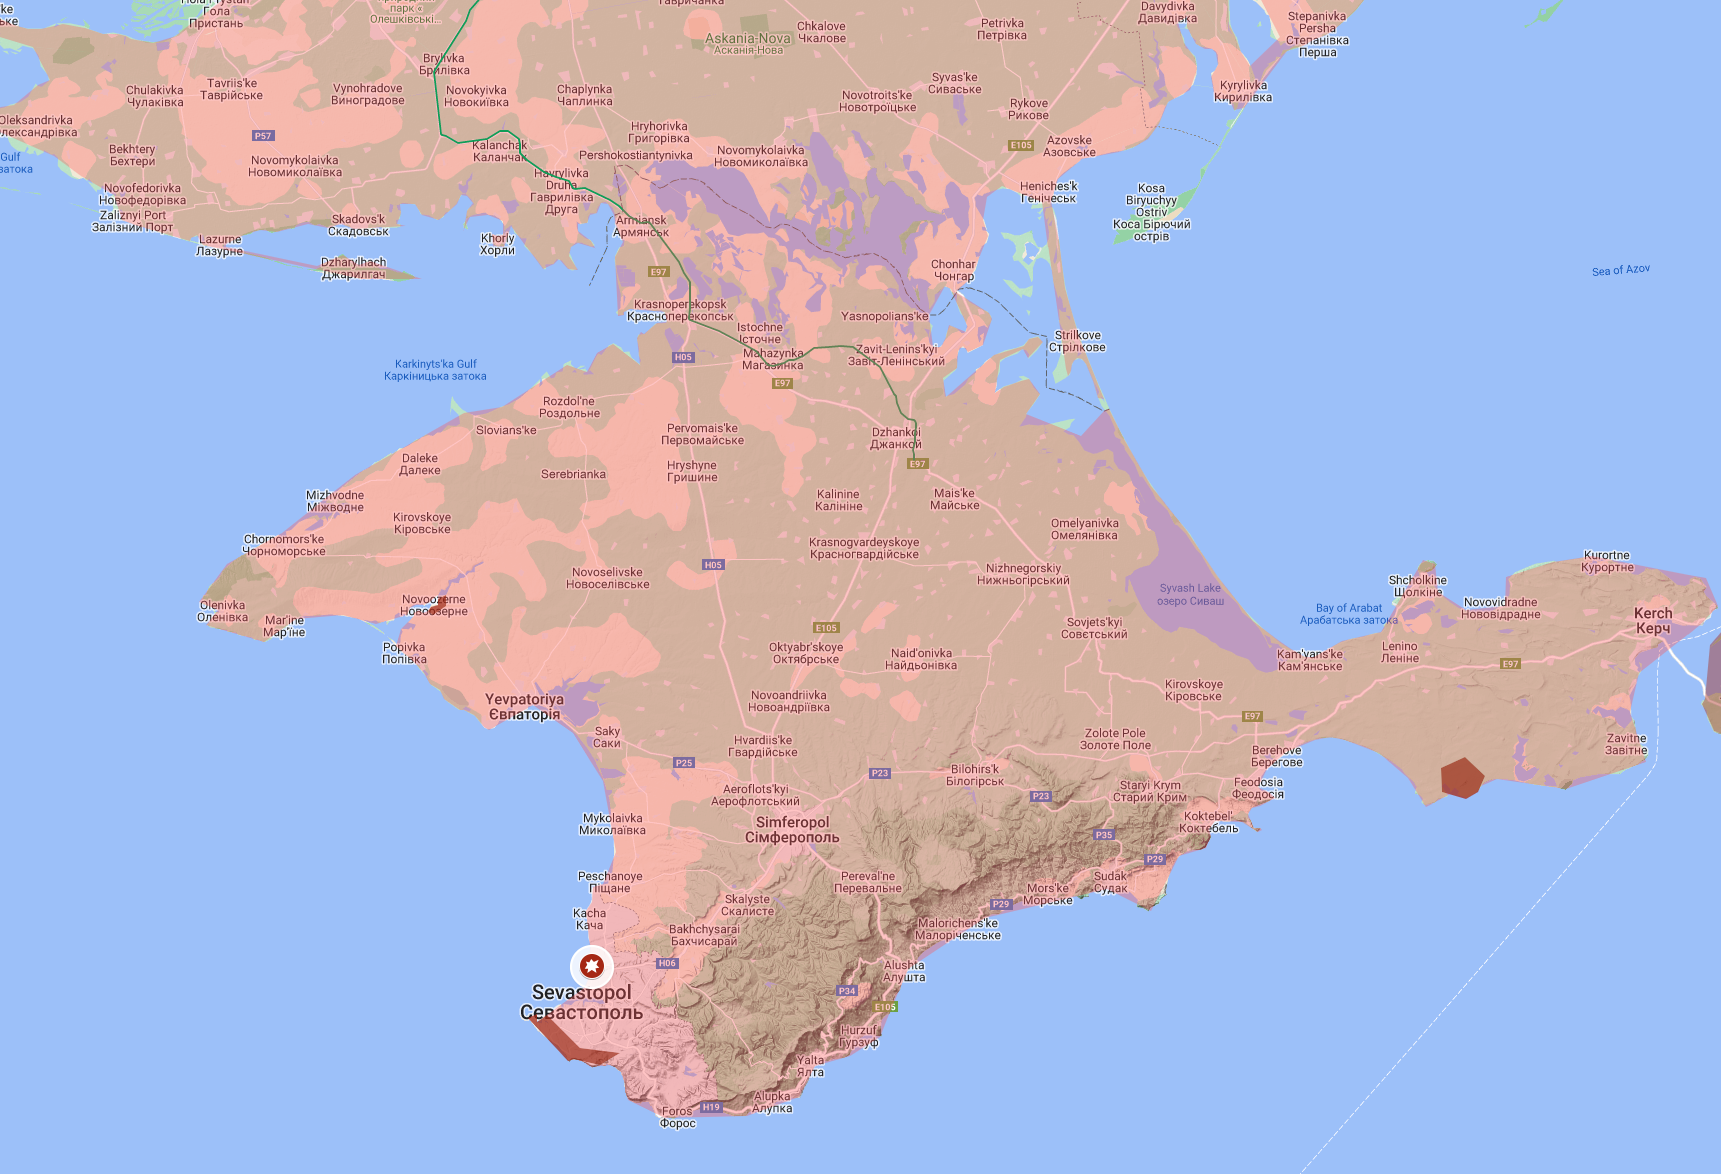 Гола
Пристань
парк «
Олешківські…
Chkalove
Чкалове
Petrivka
Петрівка
Davydivka
Давидівка
Stepanivka
Persha
Степанівка
Перша
Askania-Nova
Асканія-Нова
Brylivka
Брилівка
Tavriis'ke
Таврійське
Chulakivka
Чулаківка
Vynohradove
Виноградове
Novokyivka
Новокиївка
Chaplynka
Чаплинка
Syvas'ke
Сиваське
Novotroits'ke
Новотроїцьке
Rykove
Рикове
Kyrylivka
Кирилівка
Oleksandrivka
лександрівка
P57
Hryhorivka
Григорівка
Kalanchak
Каланчак
Pershokostiantynivka
Novomykolaivka
Новомиколаївка
E105
Azovske
Азовське
Bekhtery
Бехтери
Gulf
затока
Novomykolaivka
Новомиколаївка
Havrylivka
Druha
Гаврилівка
Друга
Novofedorivka
Новофедорівка
Heniches'k
Генічеськ
Kosa
Biryuchyy
Ostriv
Коса Бірючий
острів
Zaliznyi Port
Залізний Порт
Skadovs'k
Скадовськ
Armiansk
Армянськ
Lazurne
Лазурне
Khorly
Хорли
Dzharylhach
Джарилгач
E97
Chonhar
Чонгар
Sea of Azov
Krasnoperekopsk
Красноперекопськ
Yasnopolians'ke
Istochne
Істочне
Mahazynka
Магазинка
Zavit-Lenins'kyi
Завіт-Ленінський
Strilkove
Стрілкове
H05
Karkinyts'ka Gulf
Каркіницька затока
E97
Rozdol'ne
Роздольне
Slovians'ke
Pervomais'ke
Первомайське
Dzhankoi
Джанкой
E97
Daleke
Далеке
Serebrianka
Hryshyne
Гришине
Mizhvodne
Міжводне
Kalinine
Калініне
Mais'ke
Майське
Kirovskoye
Кіровське
Omelyanivka
Омелянівка
Chornomors'ke
Чорноморське
Krasnogvardeyskoye
Красногвардійське
H05
Nizhnegorskiy
Нижньогірський
Novoselivske
Новоселівське
Kurortne
Курортне
Shcholkine
Щолкіне
Syvash Lake
озеро Сиваш
Olenivka
Оленівка
Novoozerne
Новоозерне
Mar'ine
Мар'їне
Bay of Arabat
Арабатська затока
Novovidradne
Нововідрадне
Kerch
Керч
E105
Sovjets'kyi
Совєтський
Popivka
Попівка
Oktyabr'skoye
Октябрське
Naid'onivka
Найдьонівка
Kam'yans'ke
Кам'янське
Lenino
Леніне
E97
Yevpatoriya
Євпаторія
Novoandriivka
Новоандріївка
Kirovskoye
Кіровське
E97
Saky
Саки
Hvardiis'ke
Гвардійське
Zolote Pole
Золоте Поле
Berehove
Берегове
Zavitne
Завітне
P25
P23
Bilohirs'k
Білогірськ
P23
Staryi Krym
Старий Крим
Feodosia
Феодосія
Aeroflots'kyi
Аерофлотський
Mykolaivka
Миколаївка
Simferopol
Сімферополь
Koktebel'
Коктебель
P35
P29
Peschanoye
Піщане
Pereval'ne
Перевальне
Sudak
Судак
Mors'ke
Морське
P29
Skalyste
Скалисте
Kacha
Кача
Malorichens'ke
Малоріченське
Bakhchysarai
Бахчисарай
H06
Alushta
Алушта
P34
E105
Sevastopol
Севастополь
Hurzuf
Гурзуф
Yalta
Ялта
Alupka
Алупка
H19
Foros
Форос